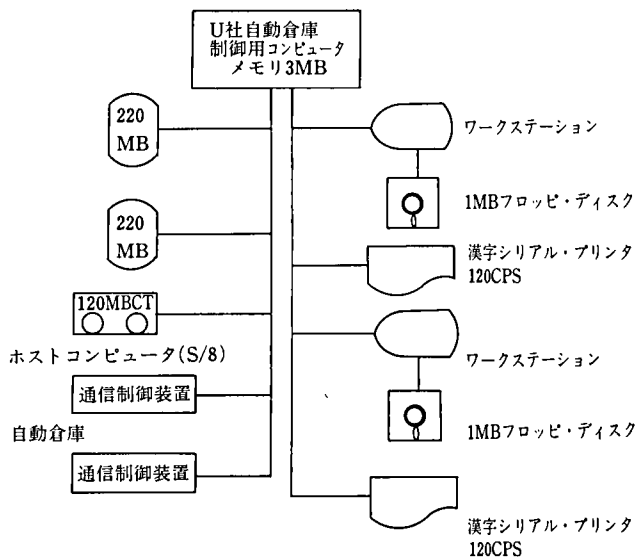 U社自動倉庫
制御用コンピュータ
メモリ3MB
220
MB
220
MB
120MBCT
ホストコンピュータ(S/8)
通信制御装置
自動倉庫
通信制御装置
ワークステーション
1MBフロッピ・ディスク
漢字シリアル・プリンタ
120CPS
ワークステーション
1MBフロッピ・ディスク
漢字シリアル・プリンタ
120CPS